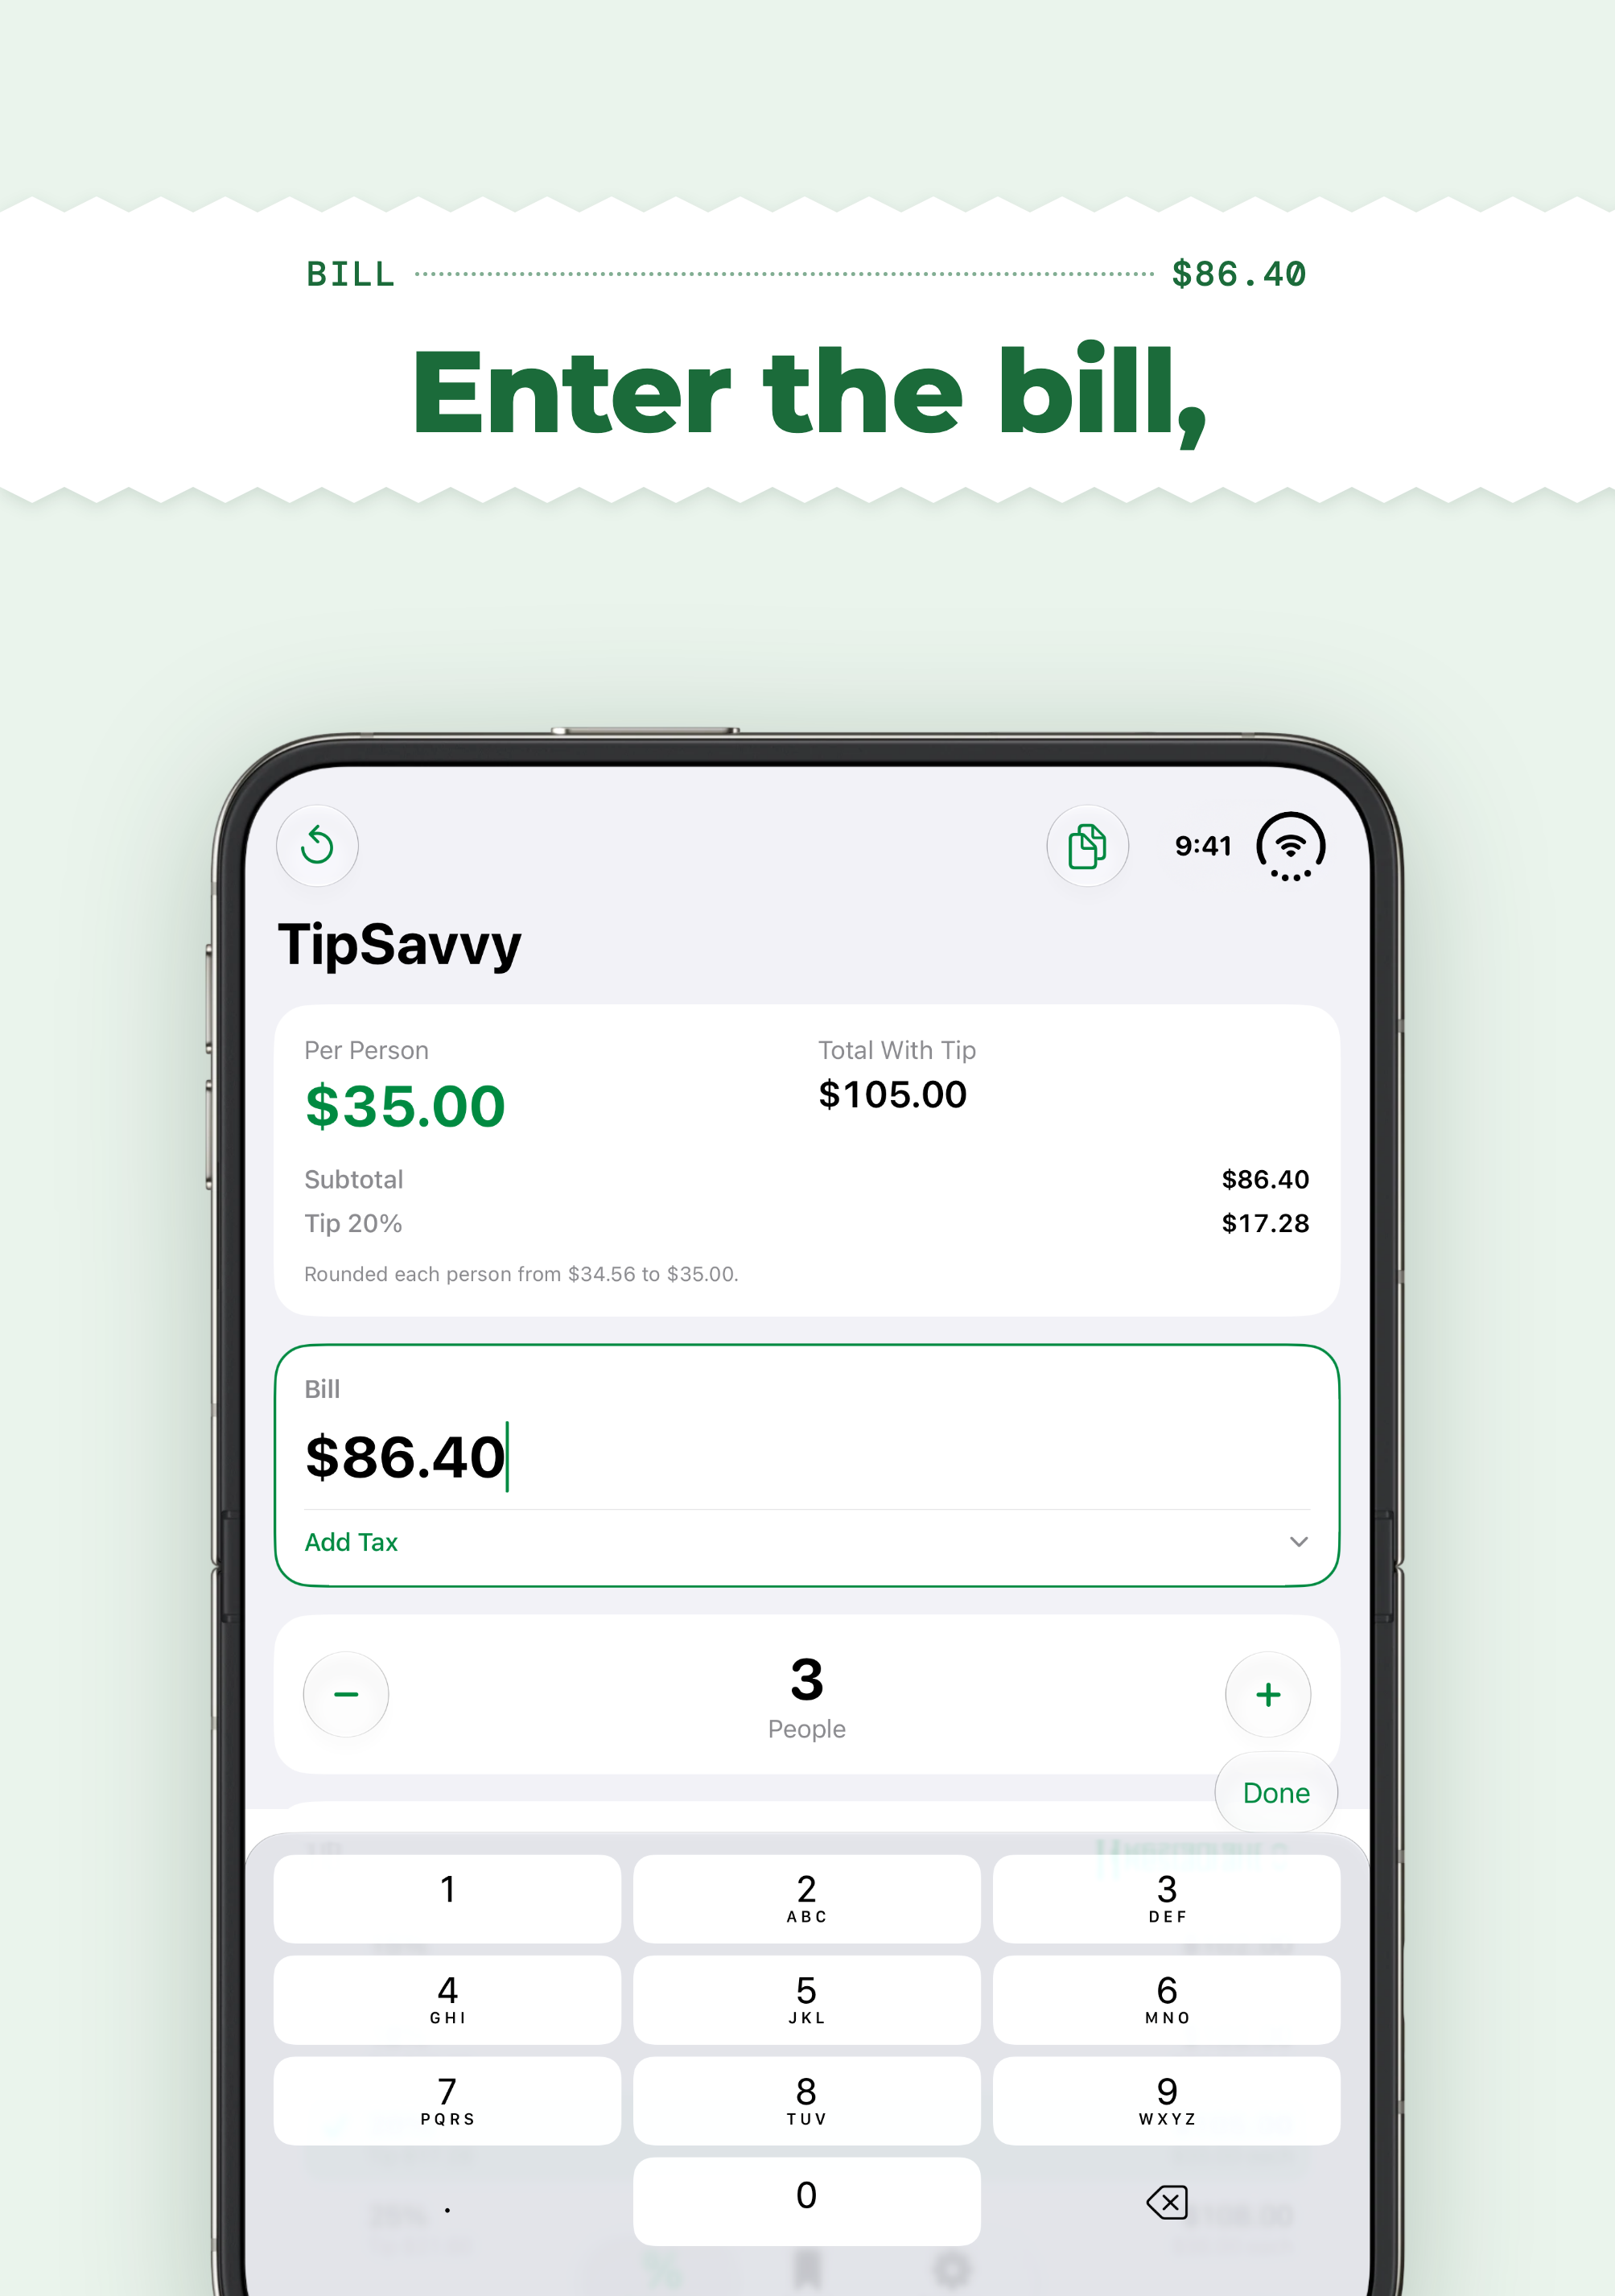 BILL $86.40
Enter the bill,
9:41
TipSavvy
Per Person Total With Tip
$35.00 $105.00
Subtotal $86.40
Tip 20% $17.28
Rounded each person from $34.56 to $35.00.
Bill
$86.40
Add Tax
3
People
Done
1 2 3
ABC DEF
4 5 6
GHI JKL MNO
7 8 9
PQRS TUV WXYZ
. 0